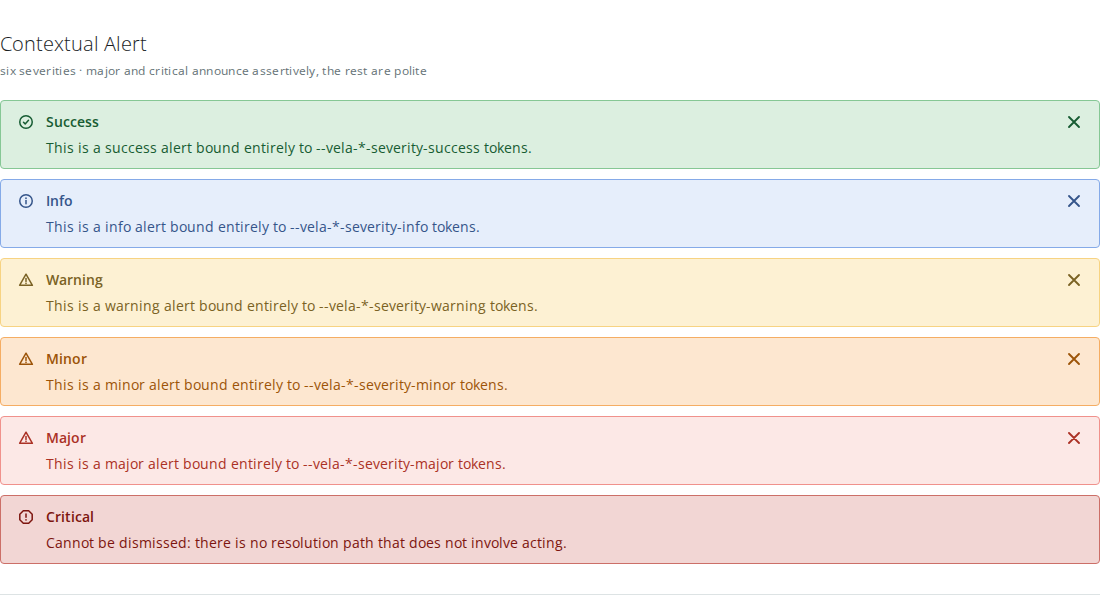 Contextual Alert
six severities · major and critical announce assertively, the rest are polite
Success
This is a success alert bound entirely to --vela-*-severity-success tokens.
Info
This is a info alert bound entirely to --vela-*-severity-info tokens.
Warning
This is a warning alert bound entirely to --vela-*-severity-warning tokens.
Minor
This is a minor alert bound entirely to --vela-*-severity-minor tokens.
Major
This is a major alert bound entirely to --vela-*-severity-major tokens.
Critical
Cannot be dismissed: there is no resolution path that does not involve acting.